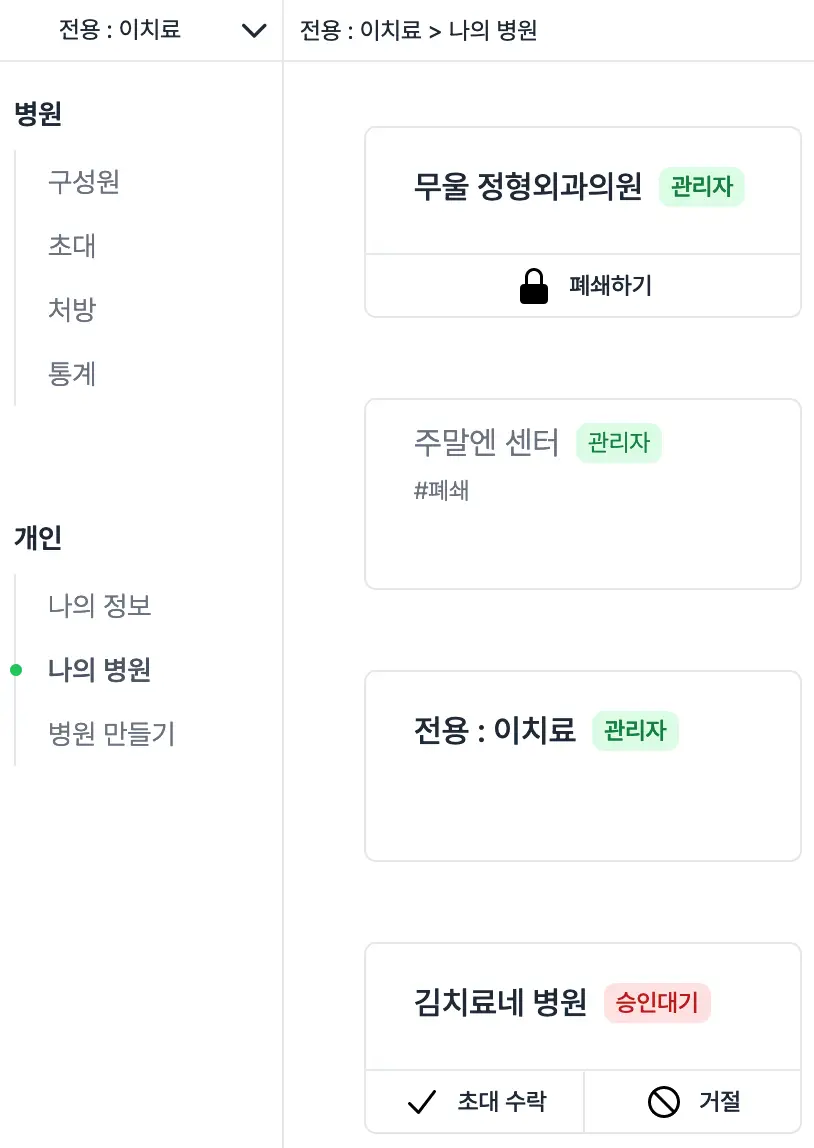 전용 : 이치료
전용 : 이치료 > 나의 병원
병원
구성원
초대
처방
통계
개인
나의 정보
나의 병원
병원 만들기
무울 정형외과의원 관리자
폐쇄하기
주말엔 센터 관리자
#폐쇄
전용 : 이치료 관리자
김치료네 병원 승인대기
초대 수락 거절